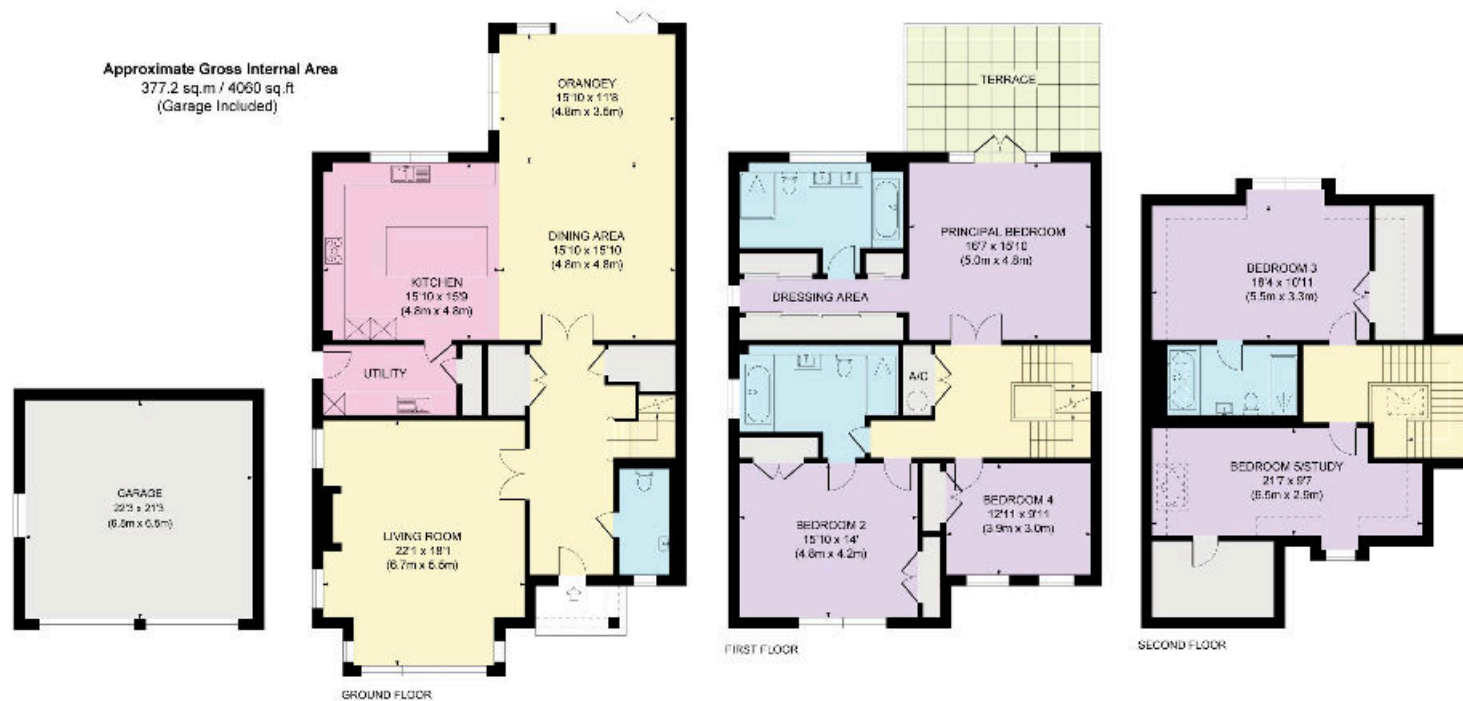 Approximate Gross Internal Area
377.2 sq.m / 4060 sq.ft
(Garage Included)
GARAGE
22'3 x 21'3
(6.8m x 6.5m)
ORANGEY
15'10 x 11'8
(4.8m x 3.5m)
DINING AREA
15'10 x 15'10
(4.8m x 4.8m)
KITCHEN
15'10 x 15'9
(4.8m x 4.8m)
UTILITY
LIVING ROOM
22'1 x 18'1
(6.7m x 5.5m)
GROUND FLOOR
TERRACE
PRINCIPAL BEDROOM
16'7 x 15'10
(5.0m x 4.8m)
DRESSING AREA
A/C
BEDROOM 2
15'10 x 14'
(4.8m x 4.2m)
BEDROOM 4
12'11 x 9'11
(3.9m x 3.0m)
FIRST FLOOR
BEDROOM 3
18'4 x 10'11
(5.5m x 3.3m)
BEDROOM 5/STUDY
21'7 x 9'7
(6.5m x 2.9m)
SECOND FLOOR